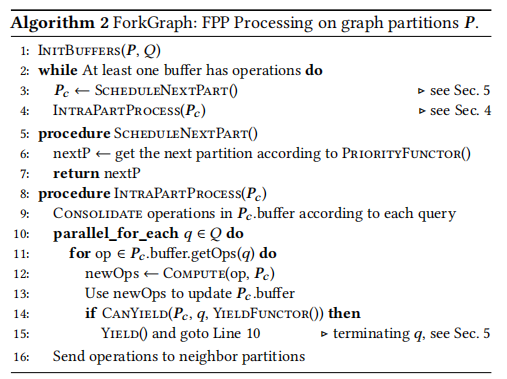 Algorithm 2 ForkGraph: FPP Processing on graph partitions P.
1: INITBUFFERS(P, Q)
2: while At least one buffer has operations do
3: Pc ← SCHEDULENEXTPART() ▷ see Sec. 5
4: INTRAPARTPROCESS(Pc) ▷ see Sec. 4
5: procedure SCHEDULENEXTPART()
6: nextP ← get the next partition according to PRIORITYFUNCTOR()
7: return nextP
8: procedure INTRAPARTPROCESS(Pc)
9: CONSOLIDATE operations in Pc.buffer according to each query
10: parallel_for_each q ∈ Q do
11: for op ∈ Pc.buffer.getOps(q) do
12: newOps ← COMPUTE(op, Pc)
13: Use newOps to update Pc.buffer
14: if CANYIELD(Pc, q, YIELDFUNCTOR()) then
15: YIELD() and goto Line 10 ▷ terminating q, see Sec. 5
16: Send operations to neighbor partitions